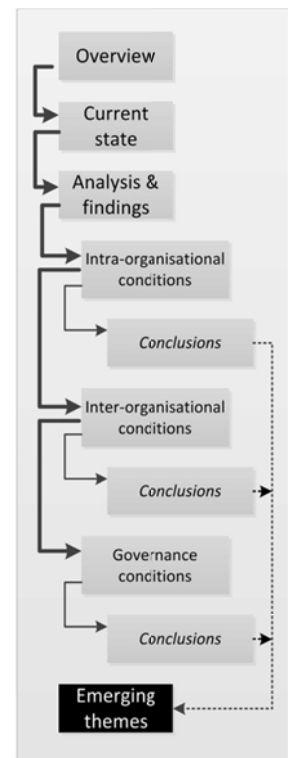 Overview
Current
state
Analysis &
findings
Intra-organisational
conditions
Conclusions
Inter-organisational
conditions
Conclusions
Governance
conditions
Conclusions
Emerging
themes